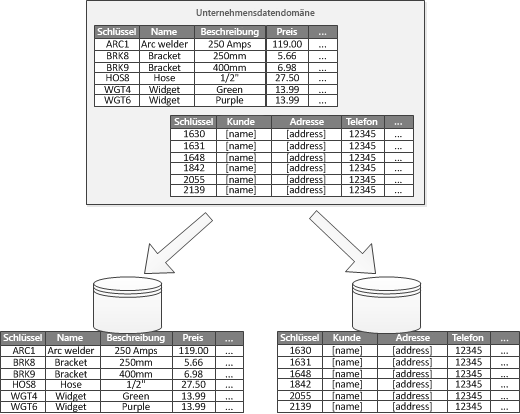 Unternehmensdatendomäne
Schlüssel Name Beschreibung Preis ...
ARC1 Arc welder 250 Amps 119.00 ...
BRK8 Bracket 250mm 5.66 ...
BRK9 Bracket 400mm 6.98 ...
HOS8 Hose 1/2" 27.50 ...
WGT4 Widget Green 13.99 ...
WGT6 Widget Purple 13.99 ...
Schlüssel Kunde Adresse Telefon ...
1630 [name] [address] 12345 ...
1631 [name] [address] 12345 ...
1648 [name] [address] 12345 ...
1842 [name] [address] 12345 ...
2055 [name] [address] 12345 ...
2139 [name] [address] 12345 ...
Schlüssel Name Beschreibung Preis ...
ARC1 Arc welder 250 Amps 119.00 ...
BRK8 Bracket 250mm 5.66 ...
BRK9 Bracket 400mm 6.98 ...
HOS8 Hose 1/2" 27.50 ...
WGT4 Widget Green 13.99 ...
WGT6 Widget Purple 13.99 ...
Schlüssel Kunde Adresse Telefon ...
1630 [name] [address] 12345 ...
1631 [name] [address] 12345 ...
1648 [name] [address] 12345 ...
1842 [name] [address] 12345 ...
2055 [name] [address] 12345 ...
2139 [name] [address] 12345 ...